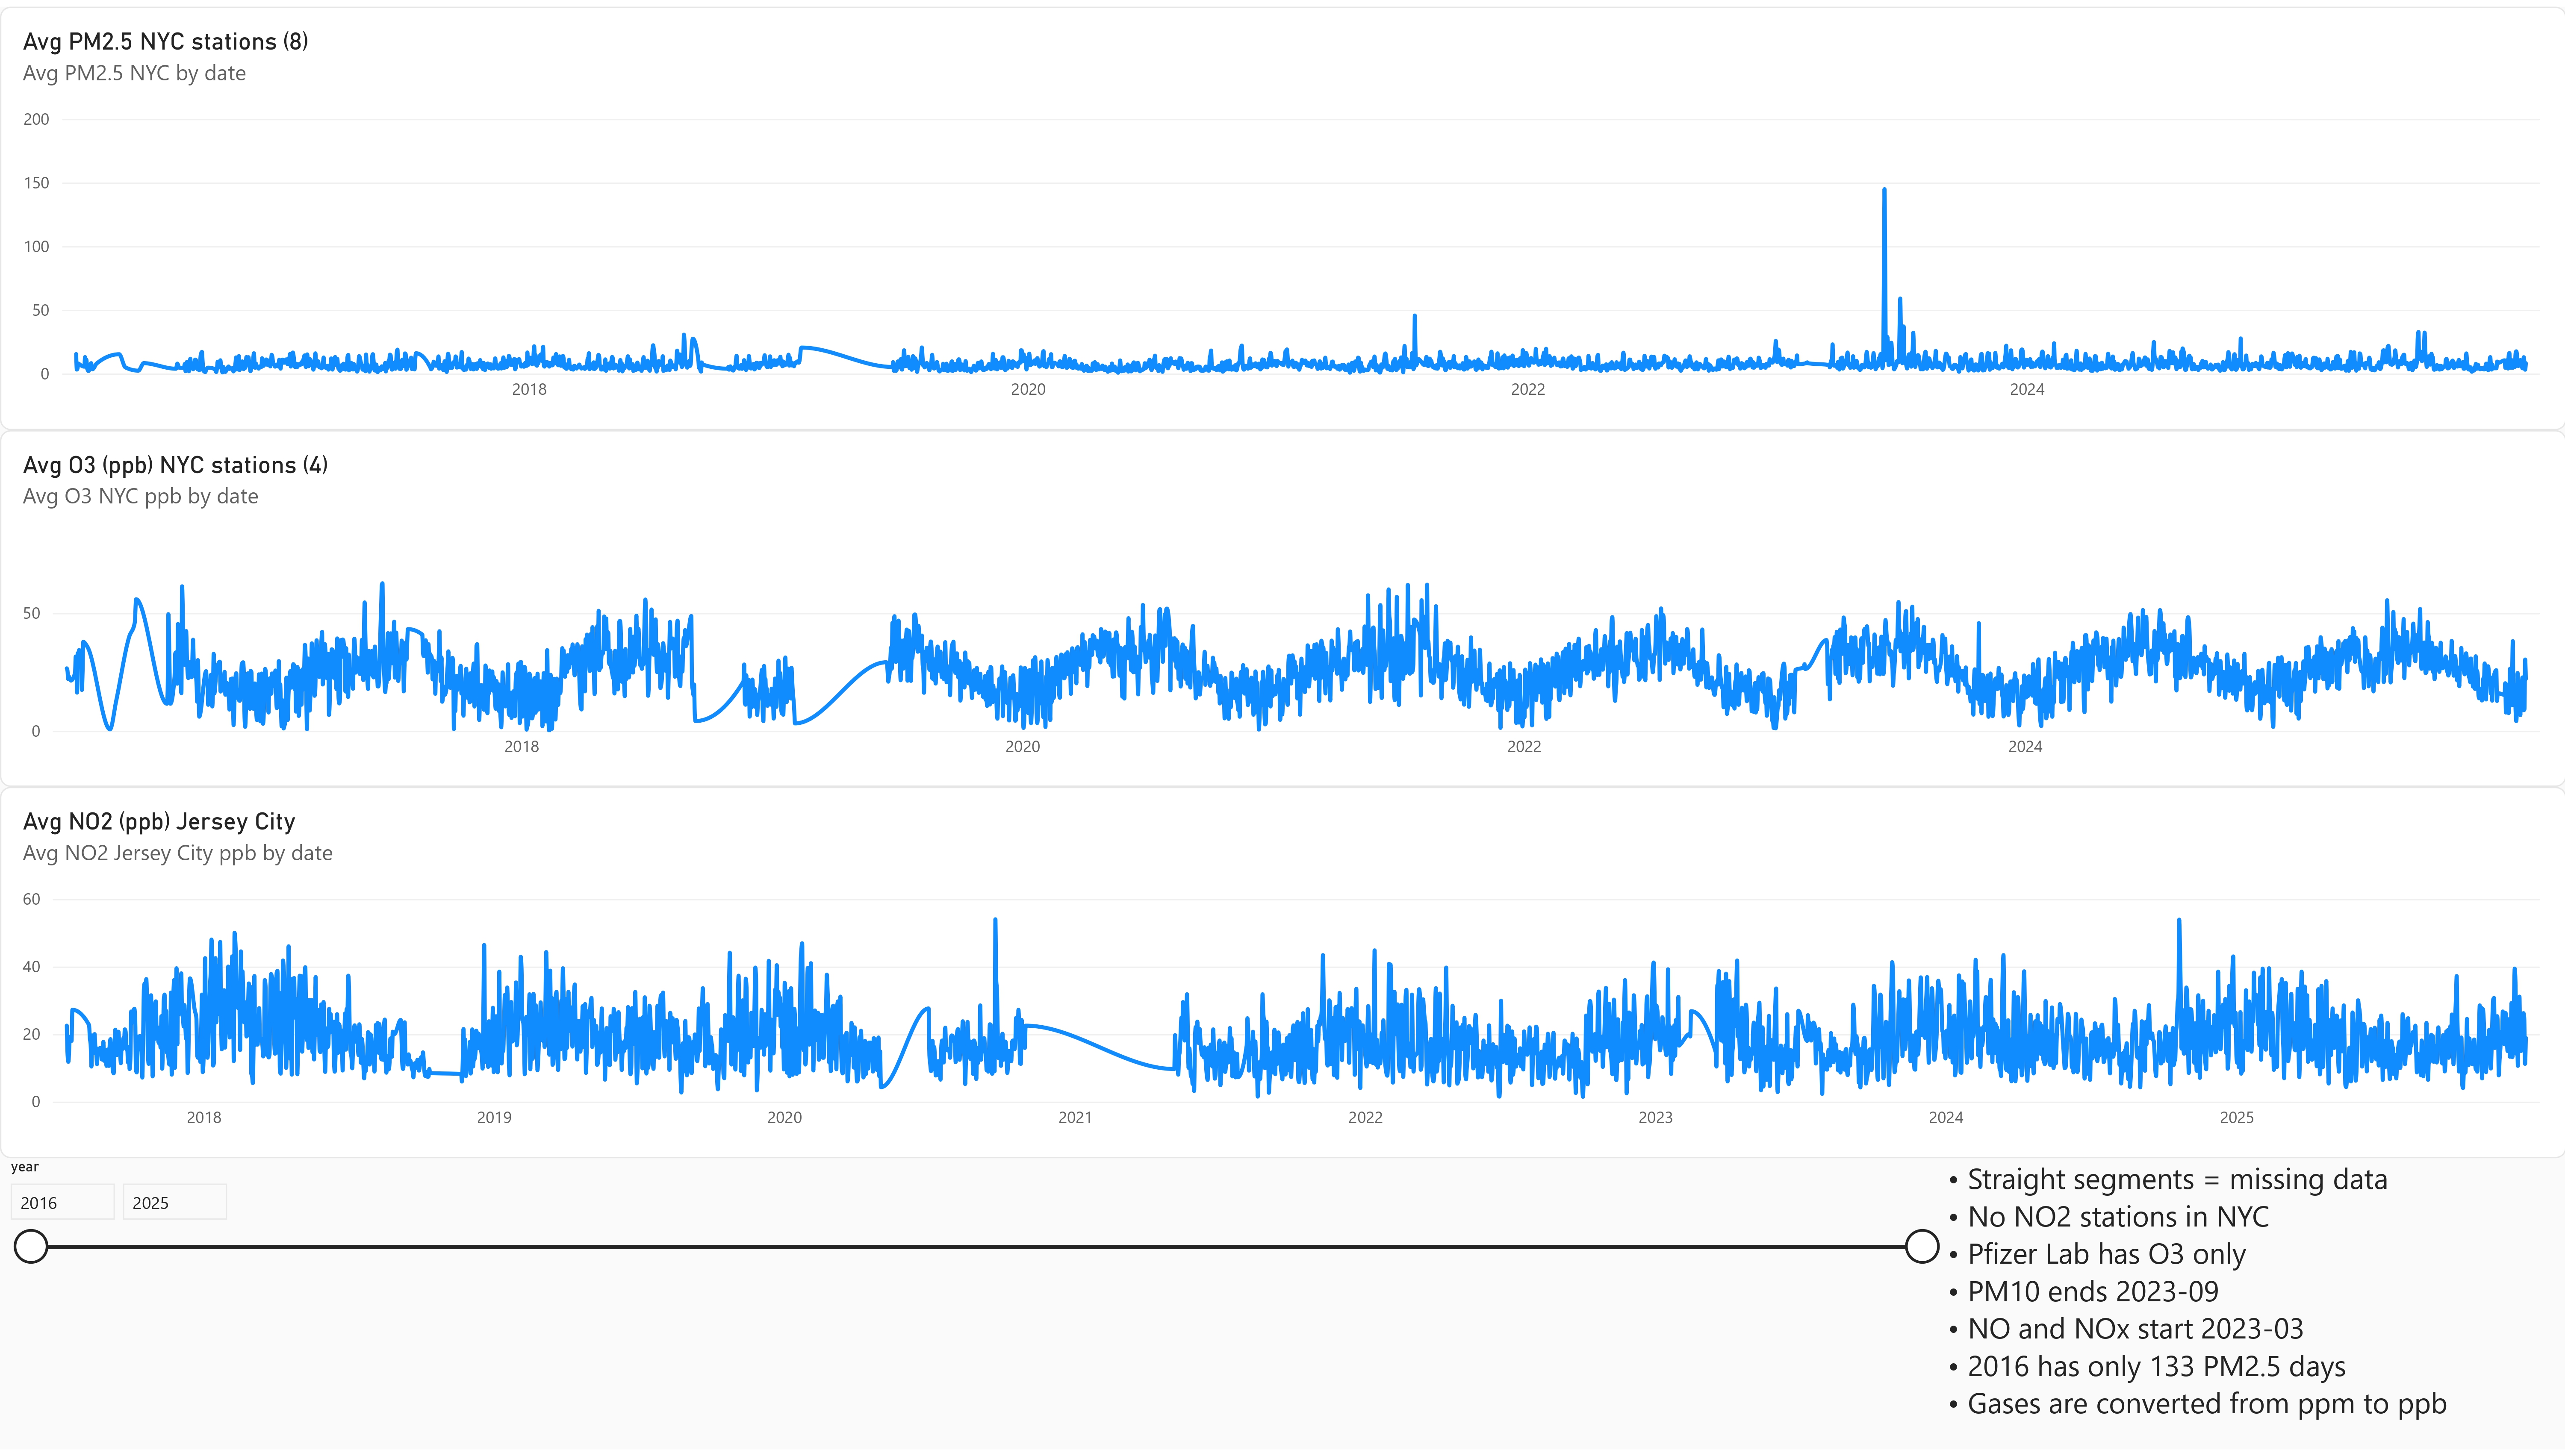 Avg PM2.5 NYC stations (8)
Avg PM2.5 NYC by date
200
150
100
50
0
2018 2020 2022 2024
Avg O3 (ppb) NYC stations (4)
Avg O3 NYC ppb by date
50
0
2018 2020 2022 2024
Avg NO2 (ppb) Jersey City
Avg NO2 Jersey City ppb by date
60
40
20
0
2018 2019 2020 2021 2022 2023 2024 2025
year
2016 2025
• Straight segments = missing data
• No NO2 stations in NYC
• Pfizer Lab has O3 only
• PM10 ends 2023-09
• NO and NOx start 2023-03
• 2016 has only 133 PM2.5 days
• Gases are converted from ppm to ppb